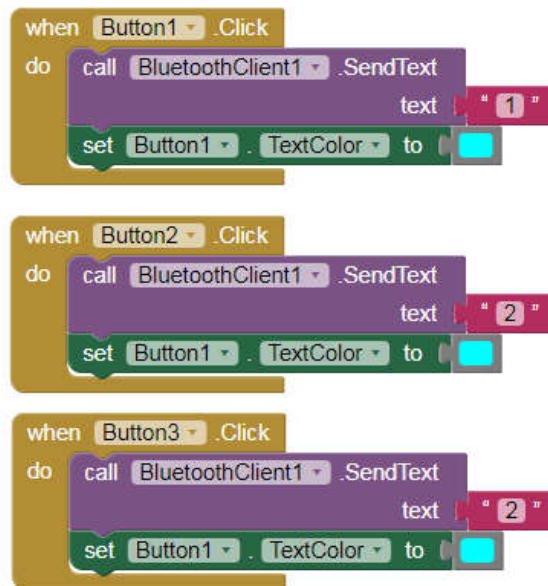 when Button1 .Click
do call BluetoothClient1 .SendText
text " 1 "
set Button1 . TextColor to
when Button2 .Click
do call BluetoothClient1 .SendText
text " 2 "
set Button1 . TextColor to
when Button3 .Click
do call BluetoothClient1 .SendText
text " 2 "
set Button1 . TextColor to